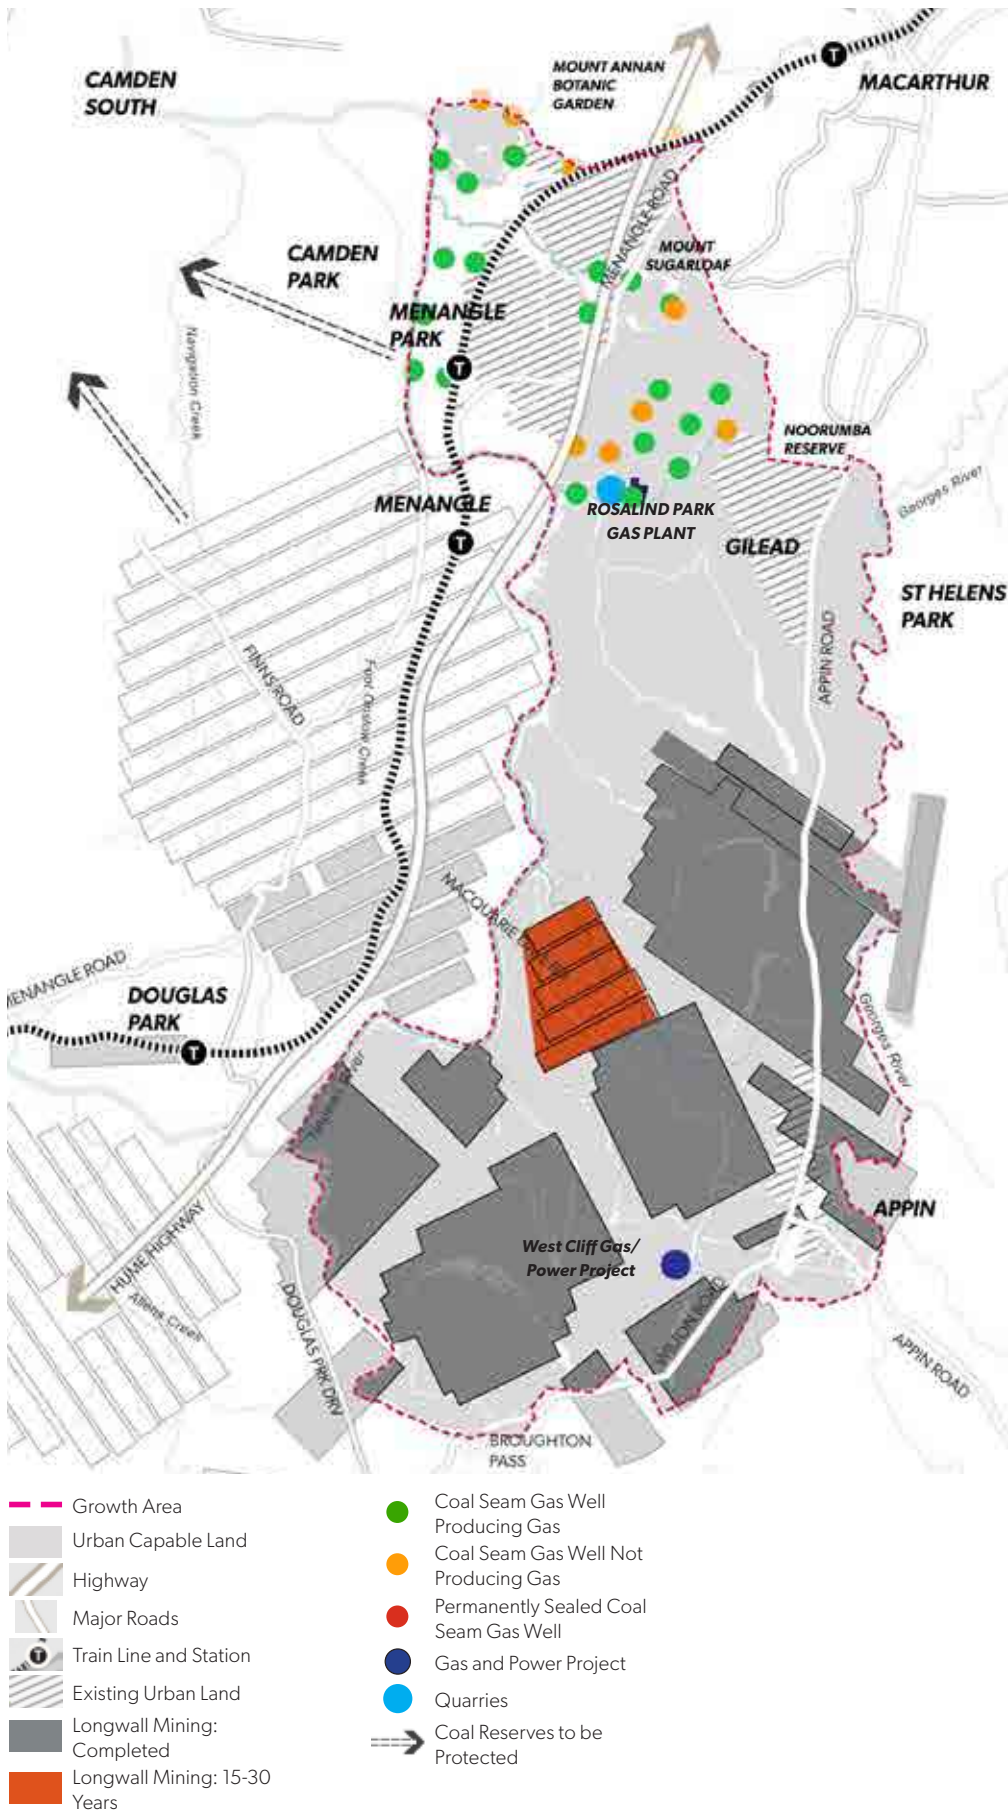 CAMDEN
SOUTH
MOUNT ANNAN
BOTANIC
GARDEN
T
MACARTHUR
CAMDEN
PARK
MENANGLE ROAD
MOUNT
SUGARLOAF
MENANGLE
PARK
T
Navigation Creek
NOORUMBA
RESERVE
Georges River
MENANGLE
T
ROSALIND PARK
GAS PLANT
GILEAD
ST HELENS
PARK
APPIN ROAD
FINNS ROAD
Foot Onslow Creek
MACQUARIE
MENANGLE ROAD
DOUGLAS
PARK
T
Georges River
River
APPIN
HUME HIGHWAY
Allens Creek
West Cliff Gas/
Power Project
DOUGLAS PRK DRV
WILTON ROAD
APPIN ROAD
BROUGHTON
PASS
Growth Area
Urban Capable Land
Highway
Major Roads
T
Train Line and Station
Existing Urban Land
Longwall Mining:
Completed
Longwall Mining: 15-30
Years
Coal Seam Gas Well
Producing Gas
Coal Seam Gas Well Not
Producing Gas
Permanently Sealed Coal
Seam Gas Well
Gas and Power Project
Quarries
Coal Reserves to be
Protected